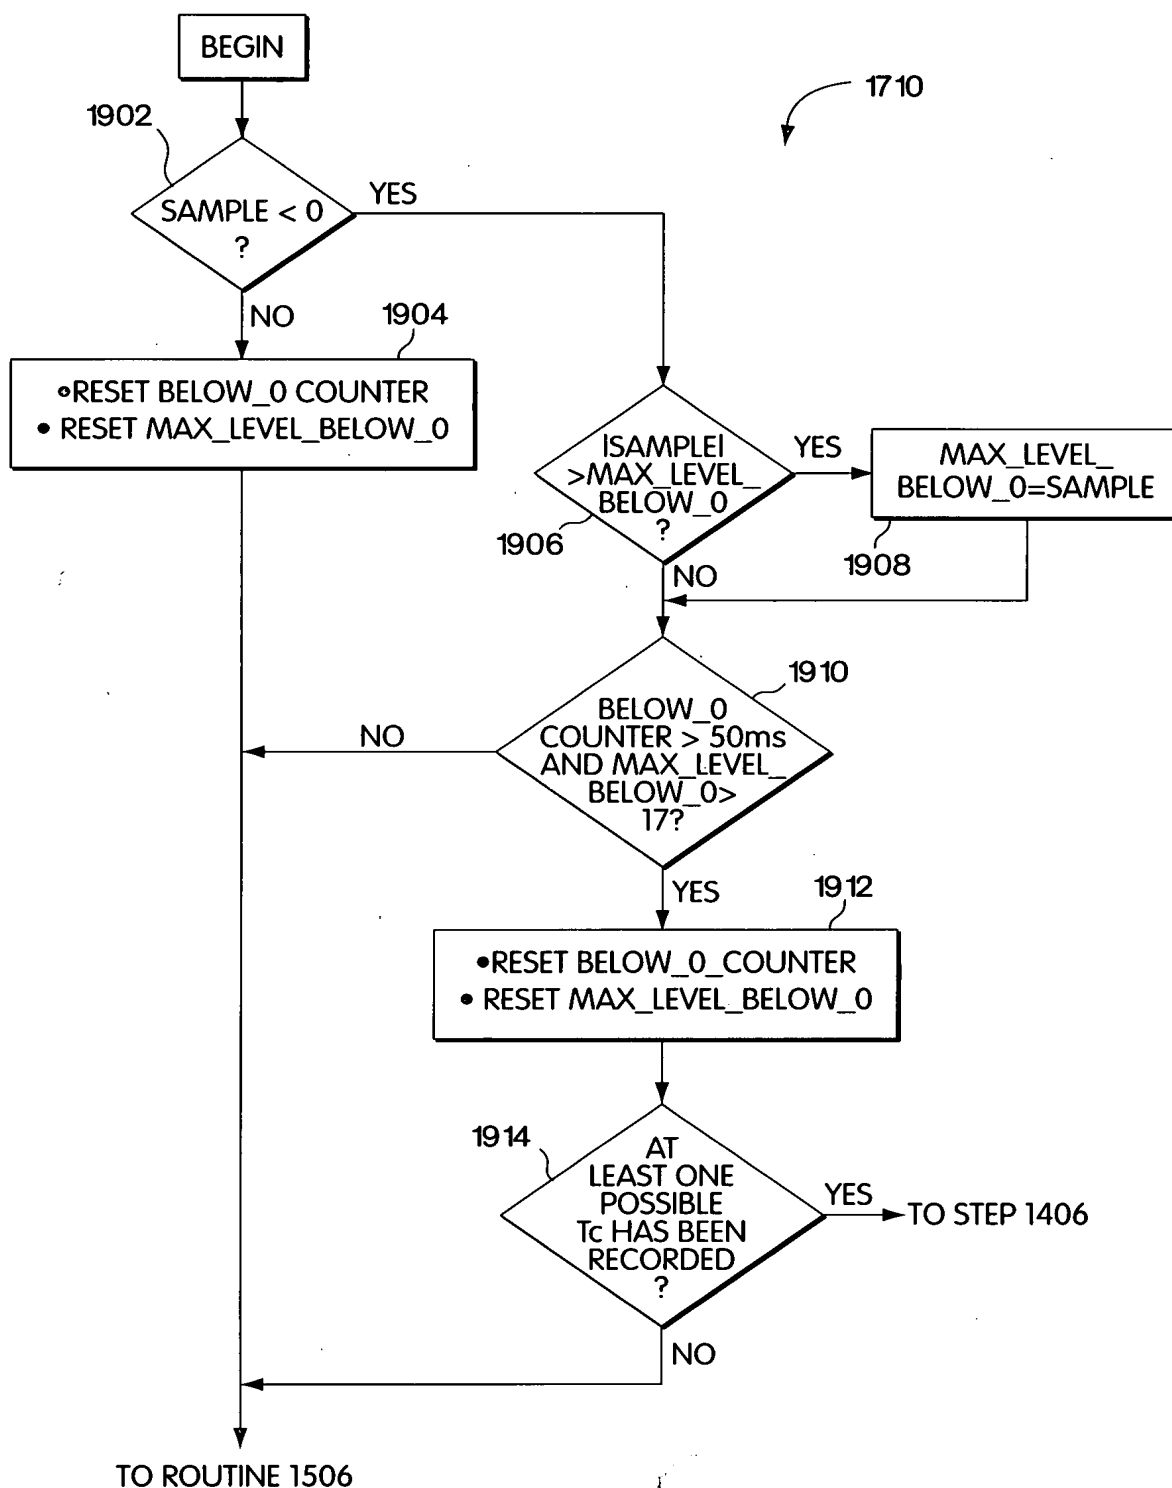 BEGIN
1710
1902
SAMPLE < 0
?
YES
NO
1904
•RESET BELOW_0 COUNTER
• RESET MAX_LEVEL_BELOW_0
|SAMPLE|
>MAX_LEVEL_
BELOW_0
?
1906
YES
MAX_LEVEL_
BELOW_0=SAMPLE
1908
NO
1910
BELOW_0
COUNTER > 50ms
AND MAX_LEVEL_
BELOW_0>
17?
NO
YES
1912
•RESET BELOW_0_COUNTER
• RESET MAX_LEVEL_BELOW_0
1914
AT
LEAST ONE
POSSIBLE
Tc HAS BEEN
RECORDED
?
YES
TO STEP 1406
NO
TO ROUTINE 1506